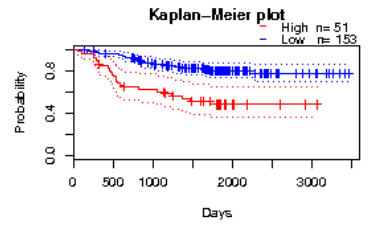 Kaplan-Meier plot
High n= 51
Low n= 153
Probability
0.8
0.4
0.0
0 500 1000 2000 3000
Days